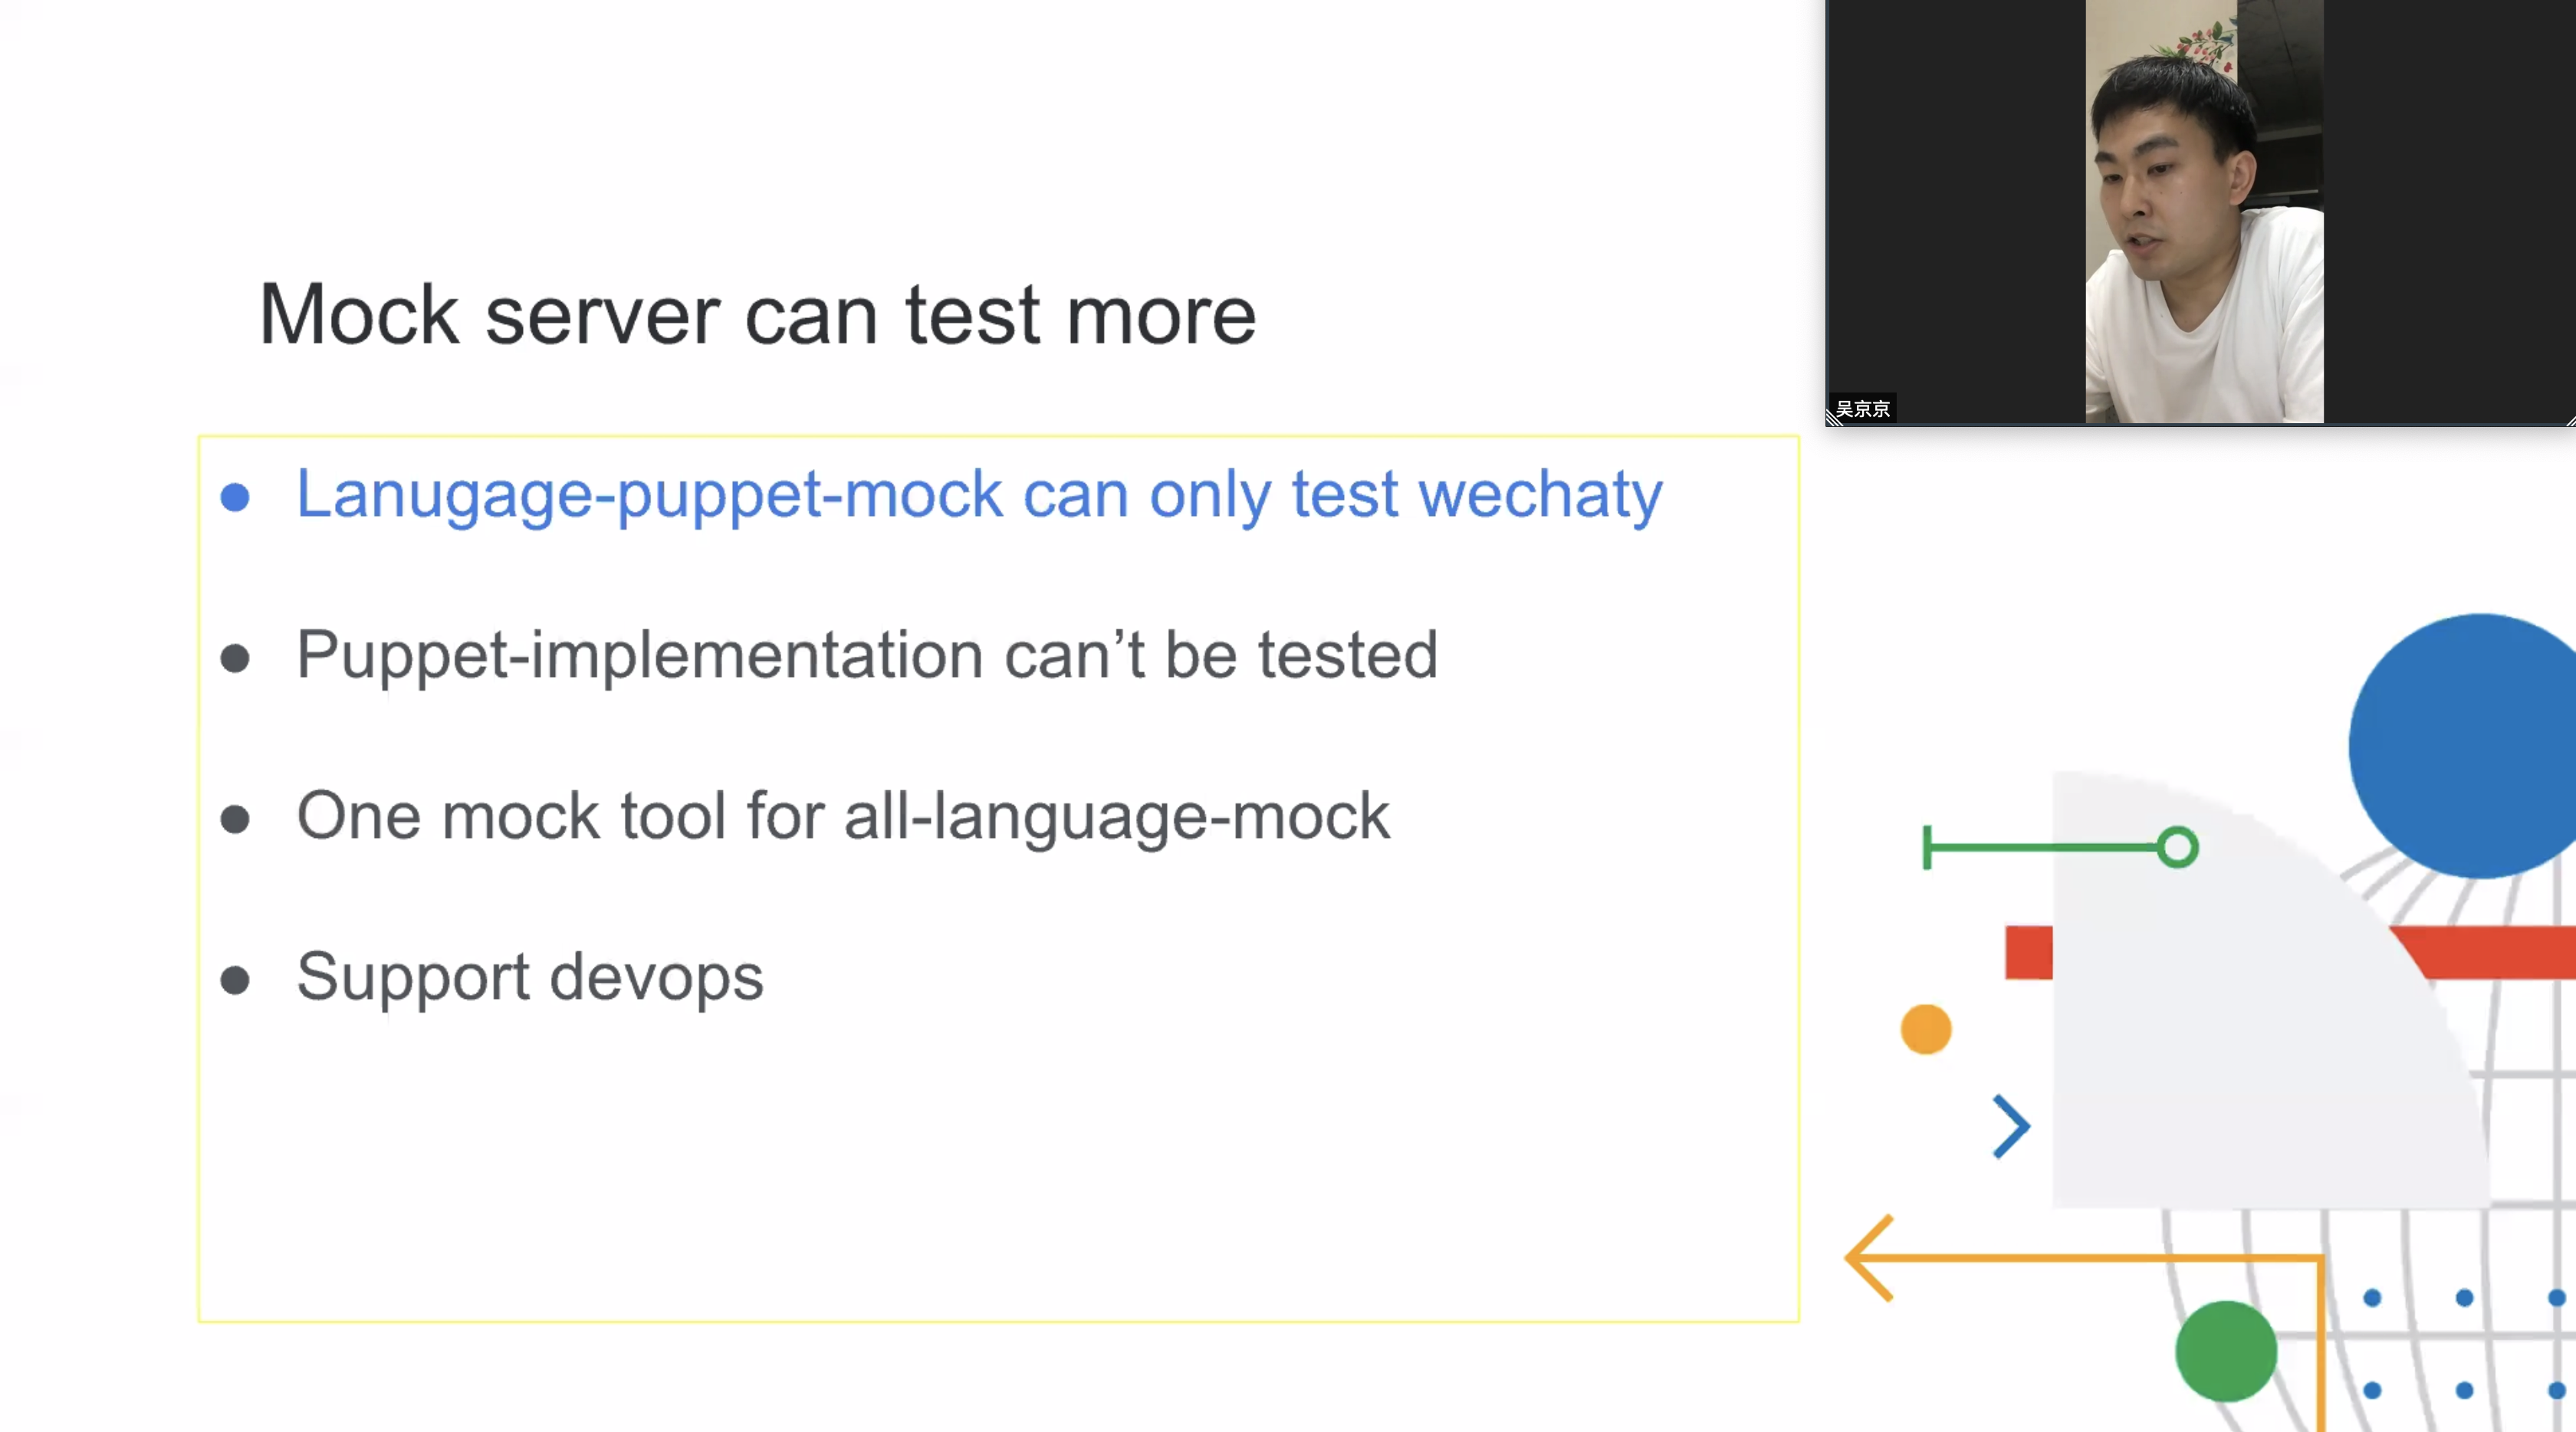 Mock server can test more
Lanugage-puppet-mock can only test wechaty
Puppet-implementation can’t be tested
One mock tool for all-language-mock
Support devops
吴京京